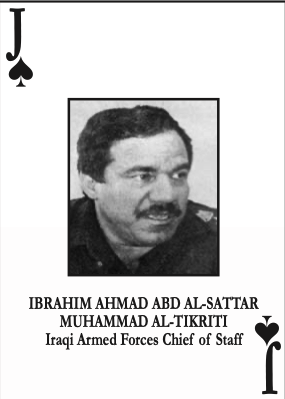 J
IBRAHIM AHMAD ABD AL-SATTAR
MUHAMMAD AL-TIKRITI
Iraqi Armed Forces Chief of Staff
J